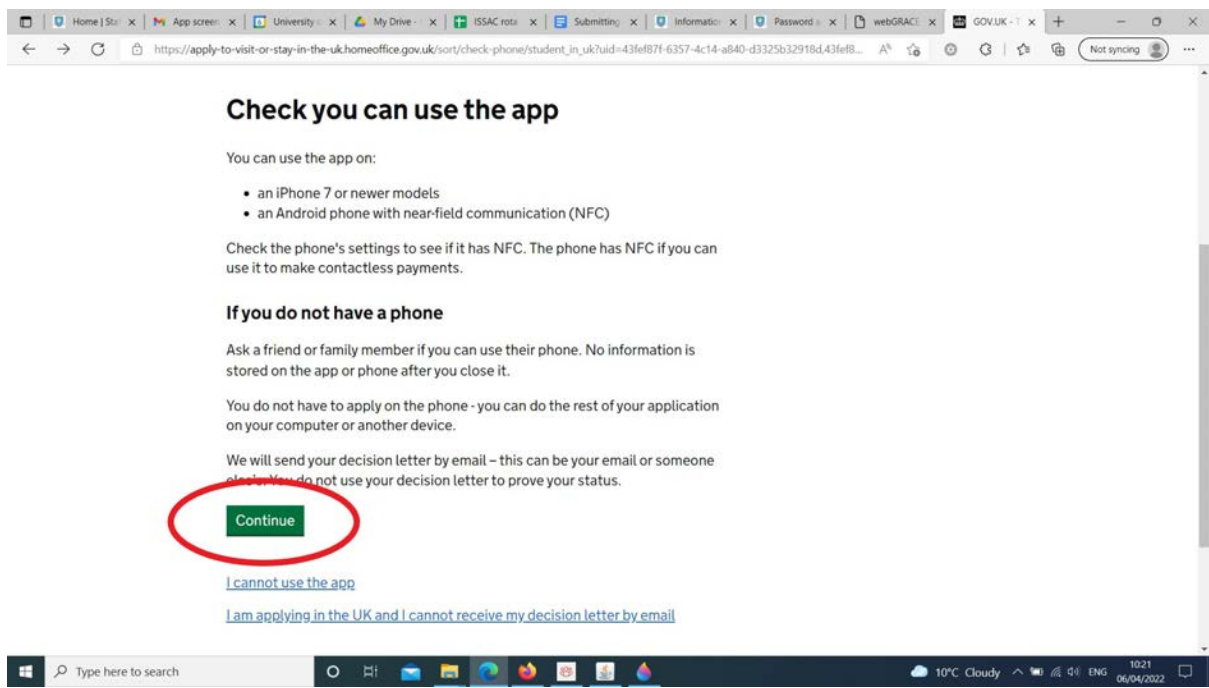 Home | Sta
App screen
University
My Drive -
ISSAC rota
Submitting
Information
Password
webGRACE
GOV.UK - T
https://apply-to-visit-or-stay-in-the-uk.homeoffice.gov.uk/sort/check-phone/student_in_uk?uid=43fef87f-6357-4c14-a840-d3325b32918d,43fef8...
Not syncing
Check you can use the app
You can use the app on:
• an iPhone 7 or newer models
• an Android phone with near-field communication (NFC)
Check the phone's settings to see if it has NFC. The phone has NFC if you can
use it to make contactless payments.
If you do not have a phone
Ask a friend or family member if you can use their phone. No information is
stored on the app or phone after you close it.
You do not have to apply on the phone - you can do the rest of your application
on your computer or another device.
We will send your decision letter by email – this can be your email or someone
else's. You do not use your decision letter to prove your status.
Continue
I cannot use the app
I am applying in the UK and I cannot receive my decision letter by email
Type here to search
10°C Cloudy
ENG
10:21
06/04/2022